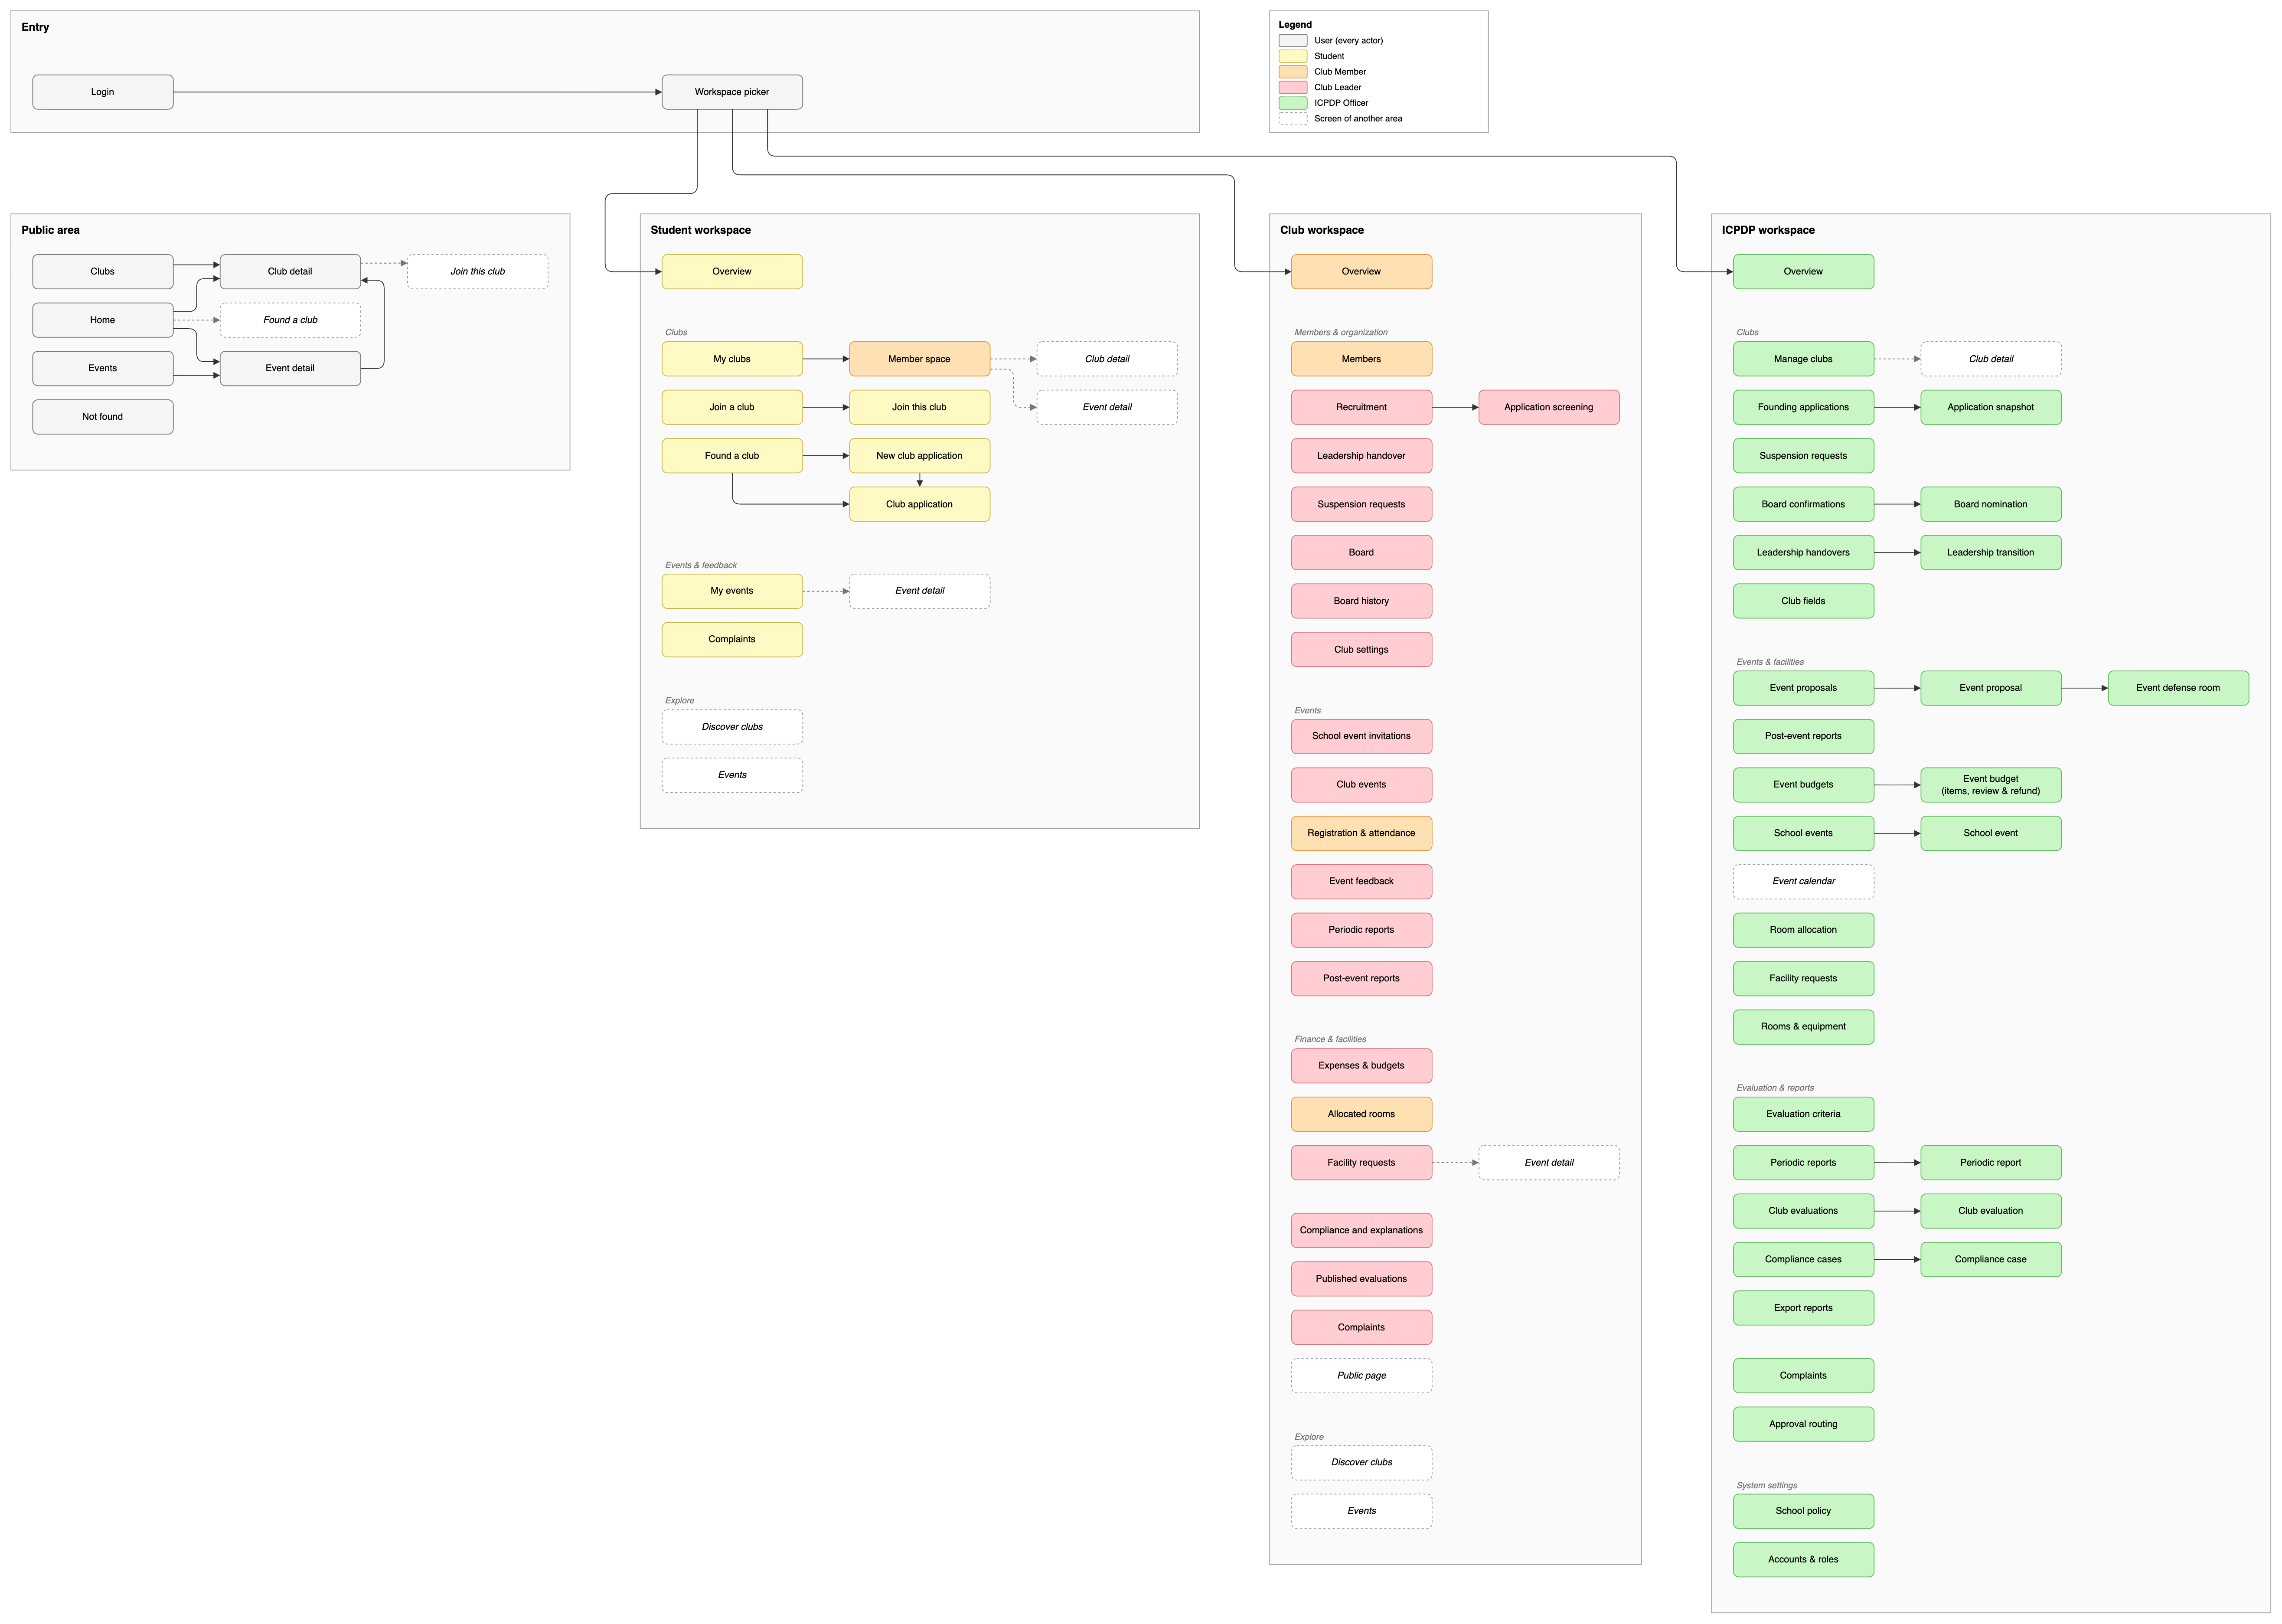 Entry
Login
Workspace picker
Legend
User (every actor)
Student
Club Member
Club Leader
ICPDP Officer
Screen of another area
Public area
Clubs
Club detail
Join this club
Home
Found a club
Events
Event detail
Not found
Student workspace
Overview
Clubs
My clubs
Member space
Club detail
Join a club
Join this club
Event detail
Found a club
New club application
Club application
Events & feedback
My events
Event detail
Complaints
Explore
Discover clubs
Events
Club workspace
Overview
Members & organization
Members
Recruitment
Application screening
Leadership handover
Suspension requests
Board
Board history
Club settings
Events
School event invitations
Club events
Registration & attendance
Event feedback
Periodic reports
Post-event reports
Finance & facilities
Expenses & budgets
Allocated rooms
Facility requests
Event detail
Compliance and explanations
Published evaluations
Complaints
Public page
Explore
Discover clubs
Events
ICPDP workspace
Overview
Clubs
Manage clubs
Club detail
Founding applications
Application snapshot
Suspension requests
Board confirmations
Board nomination
Leadership handovers
Leadership transition
Club fields
Events & facilities
Event proposals
Event proposal
Event defense room
Post-event reports
Event budgets
Event budget
(items, review & refund)
School events
School event
Event calendar
Room allocation
Facility requests
Rooms & equipment
Evaluation & reports
Evaluation criteria
Periodic reports
Periodic report
Club evaluations
Club evaluation
Compliance cases
Compliance case
Export reports
Complaints
Approval routing
System settings
School policy
Accounts & roles